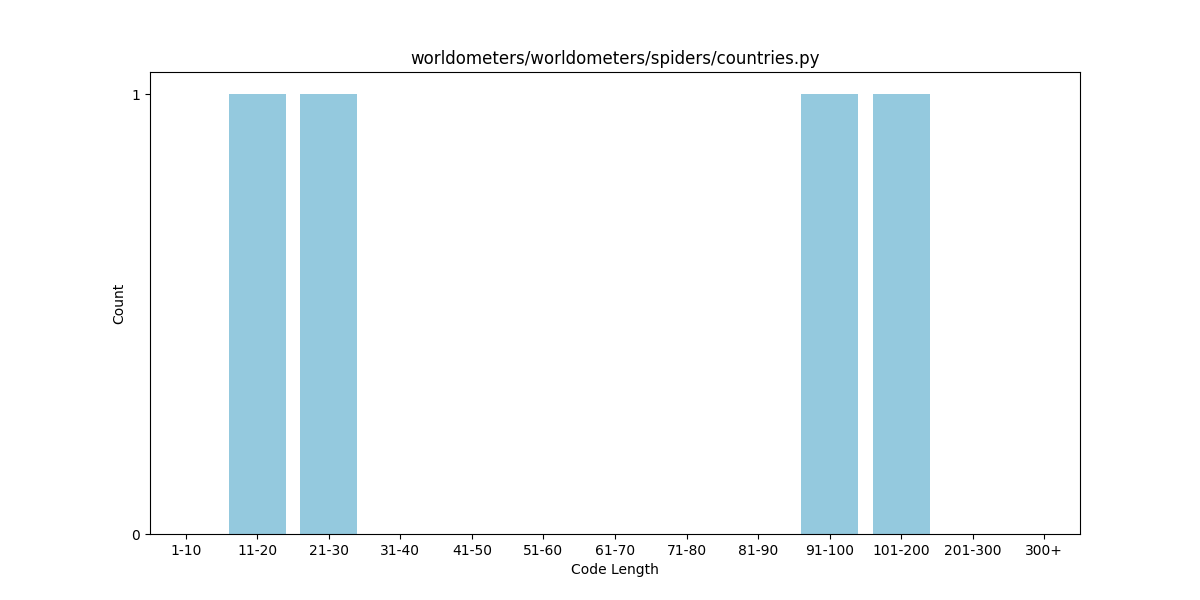 worldometers/worldometers/spiders/countries.py
1
Count
0
1-10 11-20 21-30 31-40 41-50 51-60 61-70 71-80 81-90 91-100 101-200 201-300 300+
Code Length